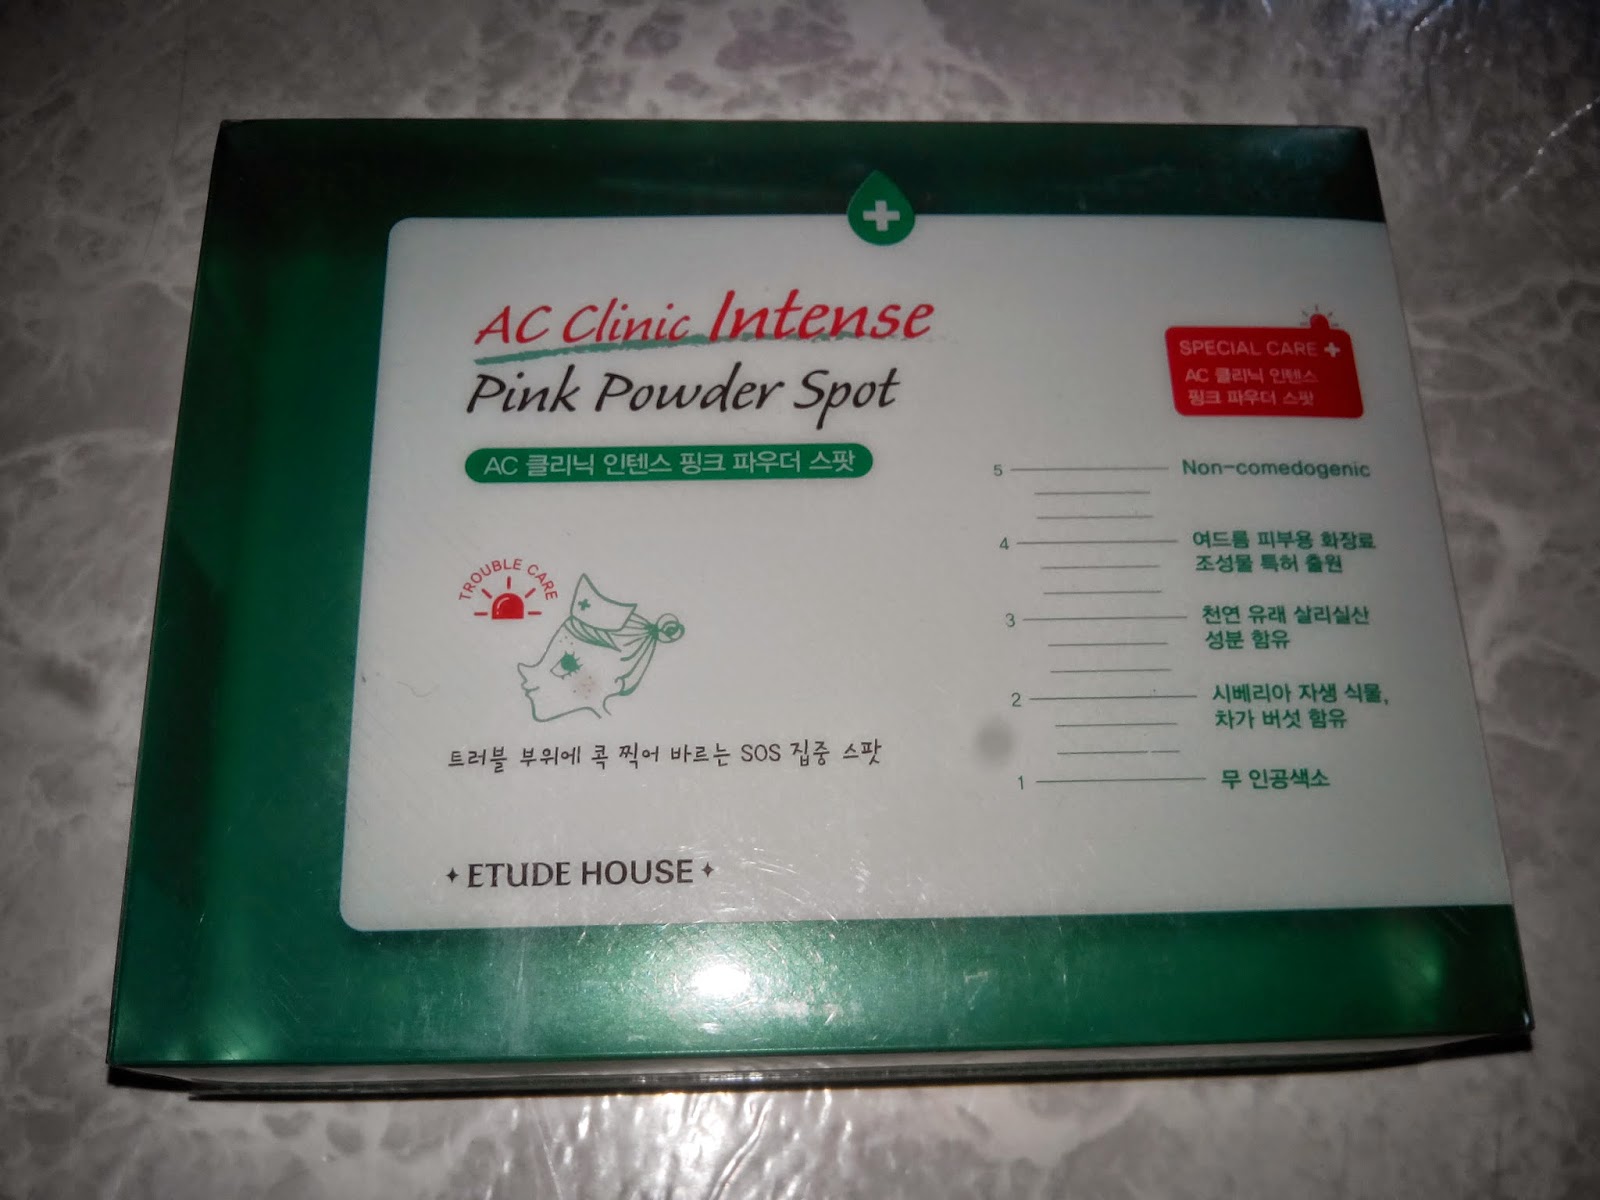 AC Clinic Intense
Pink Powder Spot
AC 클리닉 인텐스 핑크 파우더 스팟
TROUBLE CARE
트러블 부위에 콕 찍어 바르는 SOS 집중 스팟
ETUDE HOUSE
SPECIAL CARE +
AC 클리닉 인텐스
핑크 파우더 스팟
5 Non-comedogenic
4 여드름 피부용 화장료
조성물 특허 출원
3 천연 유래 살리실산
성분 함유
2 시베리아 자생 식물,
차가 버섯 함유
1 무 인공색소